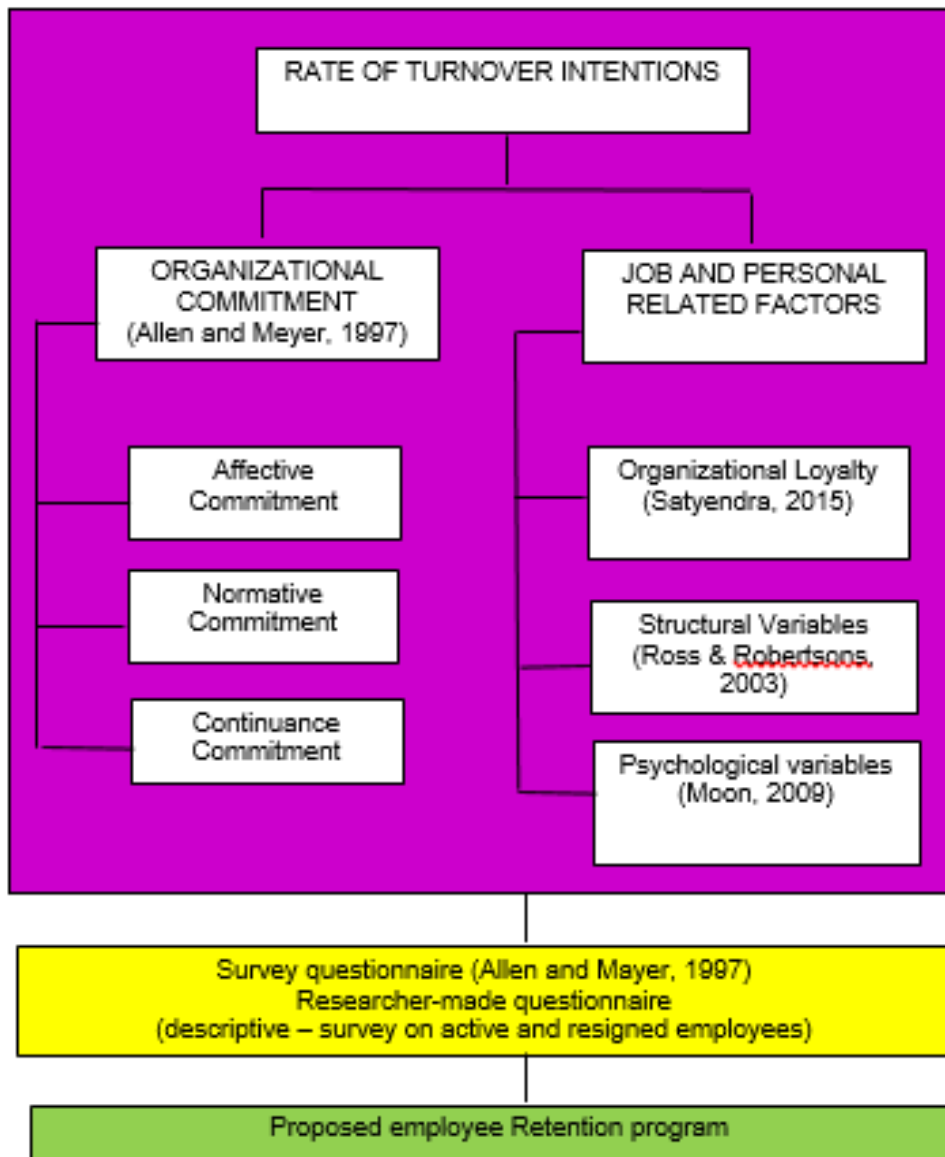 RATE OF TURNOVER INTENTIONS
ORGANIZATIONAL
COMMITMENT
(Allen and Meyer, 1997)
Affective
Commitment
Normative
Commitment
Continuance
Commitment
JOB AND PERSONAL
RELATED FACTORS
Organizational Loyalty
(Satyendra, 2015)
Structural Variables
(Ross & Robertsons,
2003)
Psychological variables
(Moon, 2009)
Survey questionnaire (Allen and Mayer, 1997)
Researcher-made questionnaire
(descriptive – survey on active and resigned employees)
Proposed employee Retention program